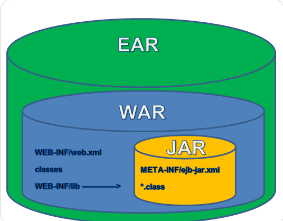 EAR
WAR
JAR
WEB-INF/web.xml
META-INF/ejb-jar.xml
classes
WEB-INF/lib
*.class